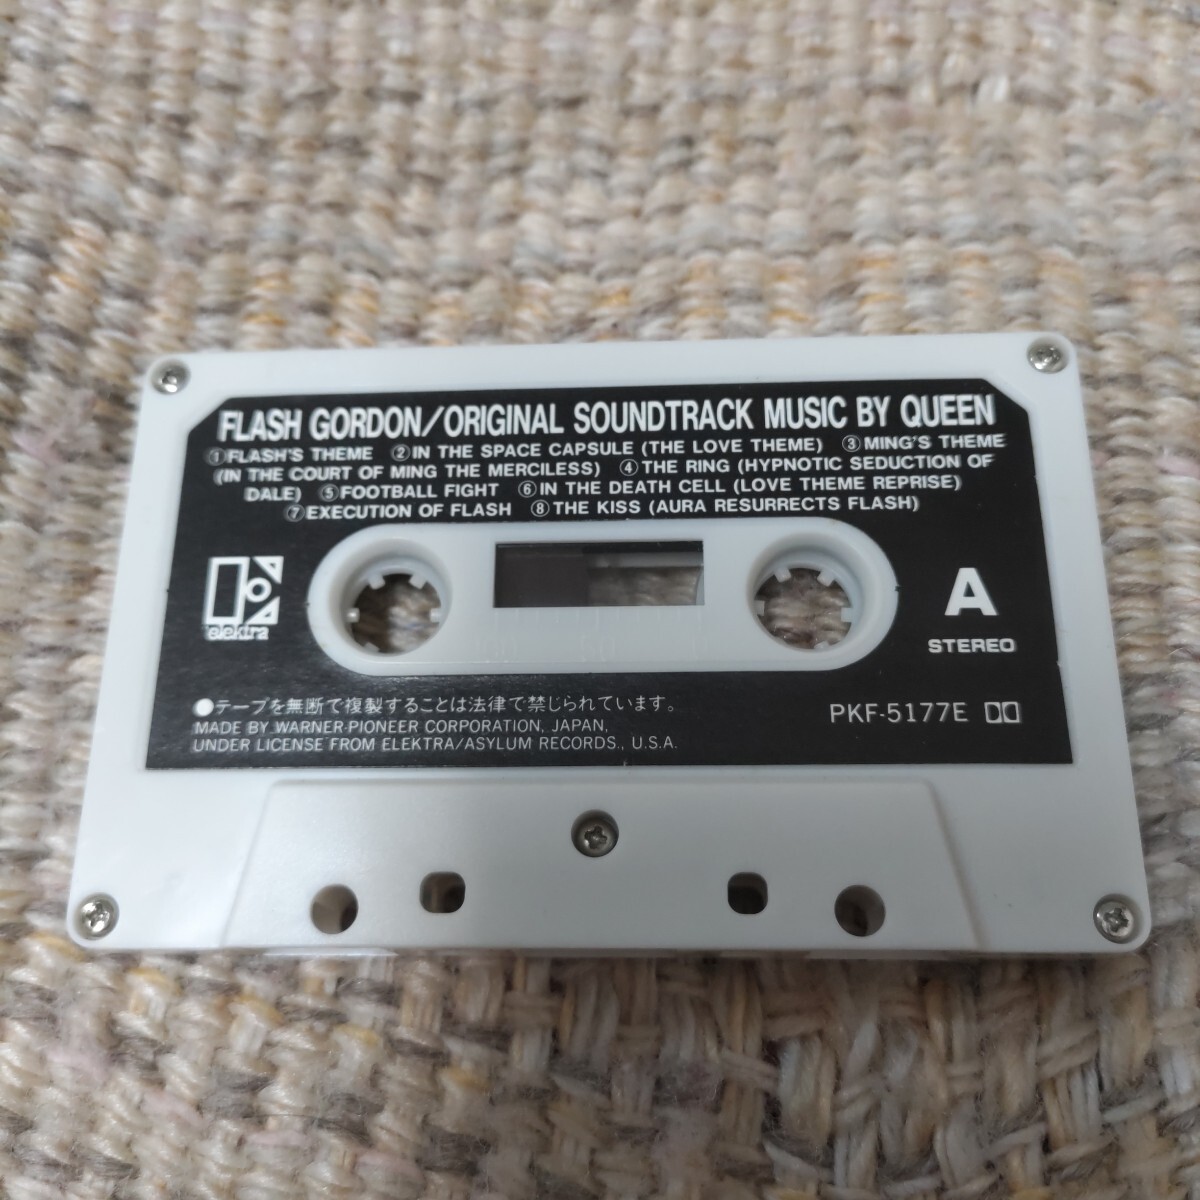 FLASH GORDON/ORIGINAL SOUNDTRACK MUSIC BY QUEEN
①FLASH'S THEME ②IN THE SPACE CAPSULE (THE LOVE THEME) ③MING'S THEME
(IN THE COURT OF MING THE MERCILESS) ④THE RING (HYPNOTIC SEDUCTION OF
DALE) ⑤FOOTBALL FIGHT ⑥IN THE DEATH CELL (LOVE THEME REPRISE)
⑦EXECUTION OF FLASH ⑧THE KISS (AURA RESURRECTS FLASH)
elektra
A
STEREO
●テープを無断で複製することは法律で禁じられています。
MADE BY WARNER-PIONEER CORPORATION, JAPAN,
UNDER LICENSE FROM ELEKTRA/ASYLUM RECORDS., U.S.A.
PKF-5177E